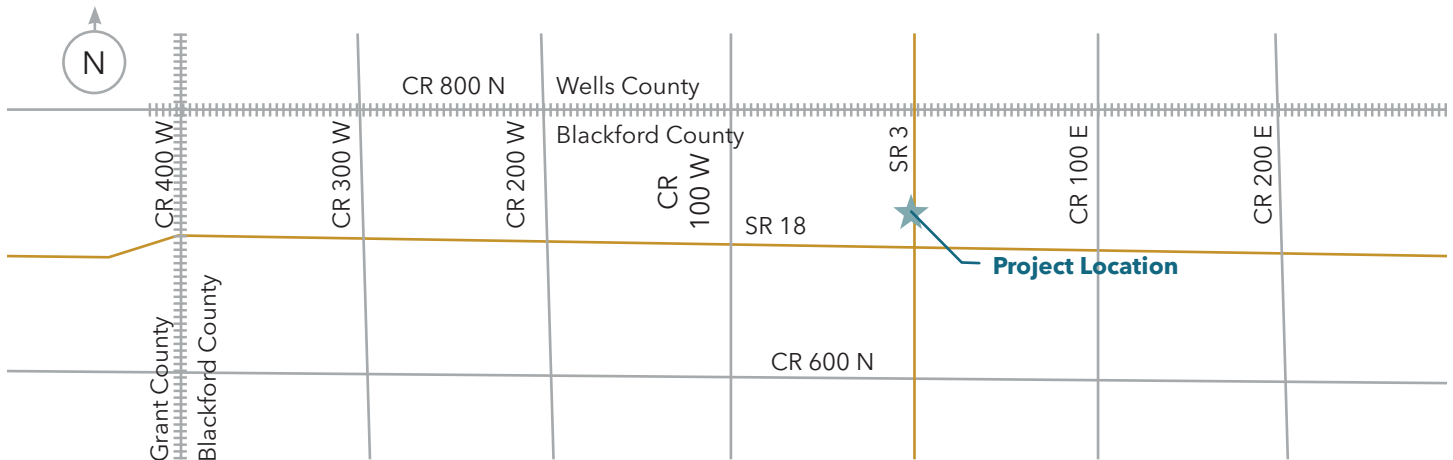 N
CR 800 N
Wells County
Blackford County
CR 400 W
CR 300 W
CR 200 W
CR
100 W
SR 3
CR 100 E
CR 200 E
SR 18
Project Location
Grant County
Blackford County
CR 600 N